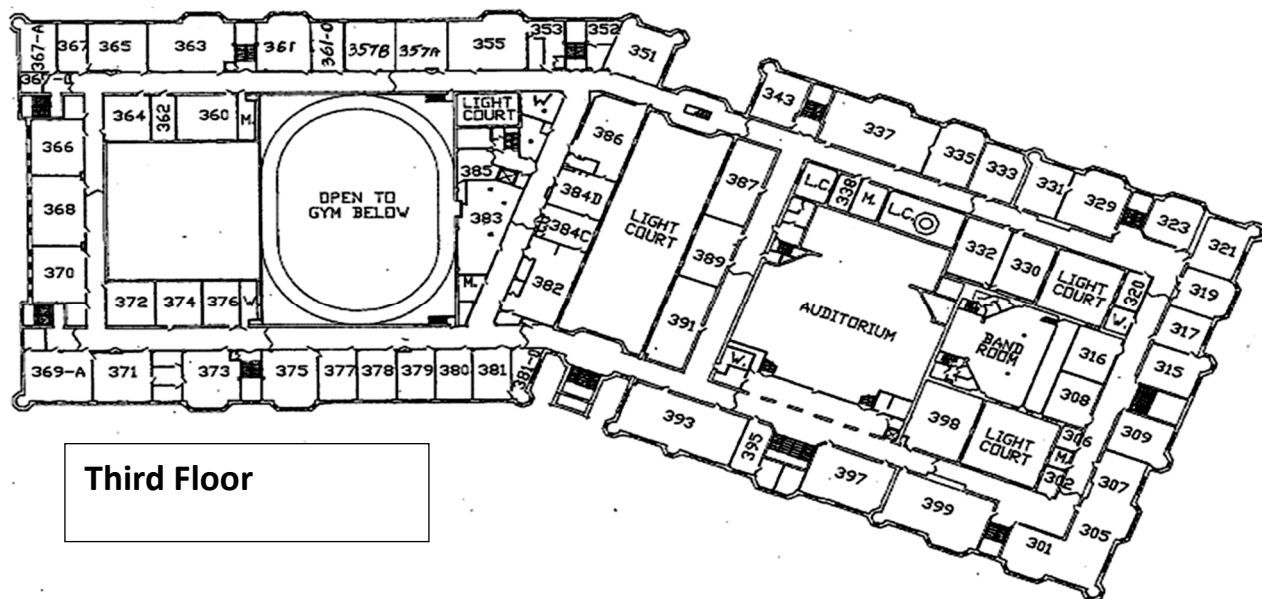 367-A
367
365
363
361
361-D
357B
357A
355
353
352
351
364
362
360
M.
LIGHT
COURT
W.
366
368
370
OPEN TO
GYM BELOW
385
383
M.
386
384D
384C
382
LIGHT
COURT
387
389
391
372
374
376
W.
369-A
371
373
375
377
378
379
380
381
343
337
335
333
331
329
323
321
319
317
315
309
307
305
301
L.C.
338
M.
L.C.
332
330
LIGHT
COURT
320
W.
AUDITORIUM
BAND
ROOM
316
308
306
M.
302
398
LIGHT
COURT
W.
393
395
397
399
Third Floor